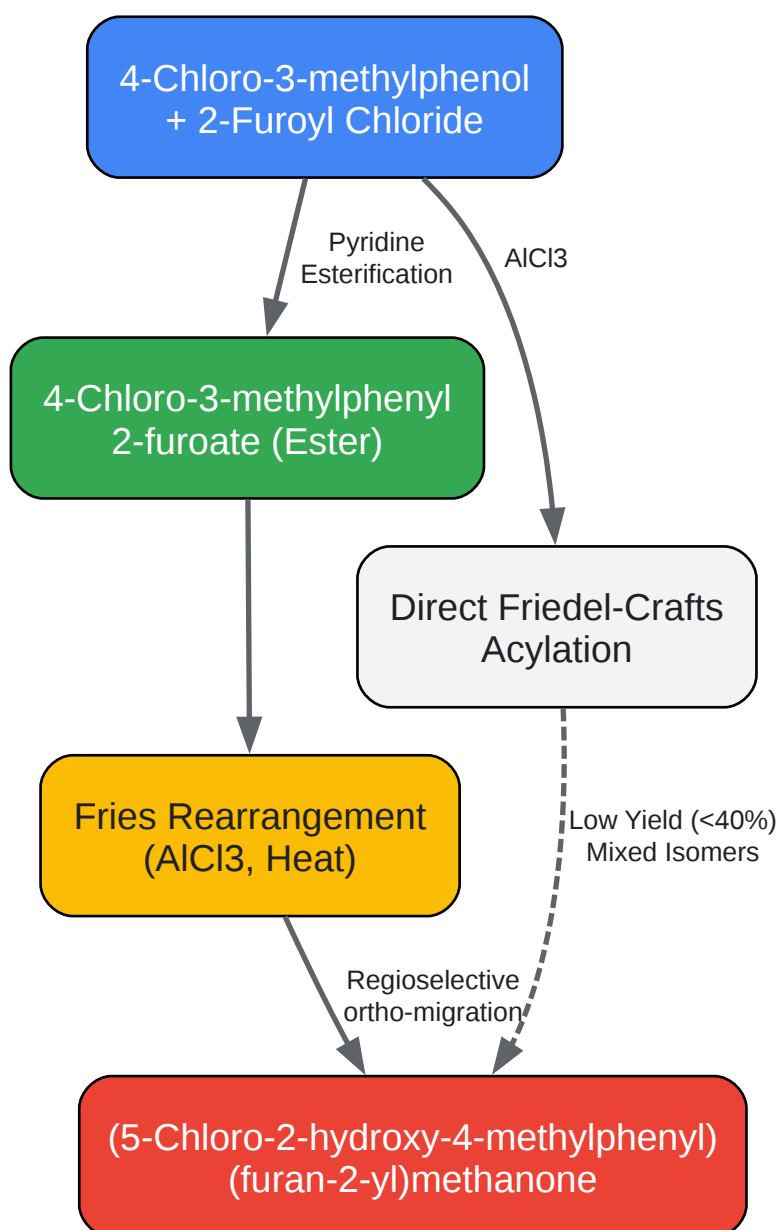 4-Chloro-3-methylphenol
+ 2-Furoyl Chloride
Pyridine
Esterification
AlCl3
4-Chloro-3-methylphenyl
2-furoate (Ester)
Direct Friedel-Crafts
Acylation
Fries Rearrangement
(AlCl3, Heat)
Low Yield (<40%)
Mixed Isomers
Regioselective
ortho-migration
(5-Chloro-2-hydroxy-4-methylphenyl)
(furan-2-yl)methanone